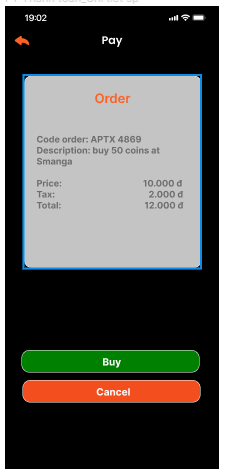 19:02
Pay
Order
Code order: APTX 4869
Description: buy 50 coins at
Smanga
Price: 10.000 đ
Tax: 2.000 đ
Total: 12.000 đ
Buy
Cancel